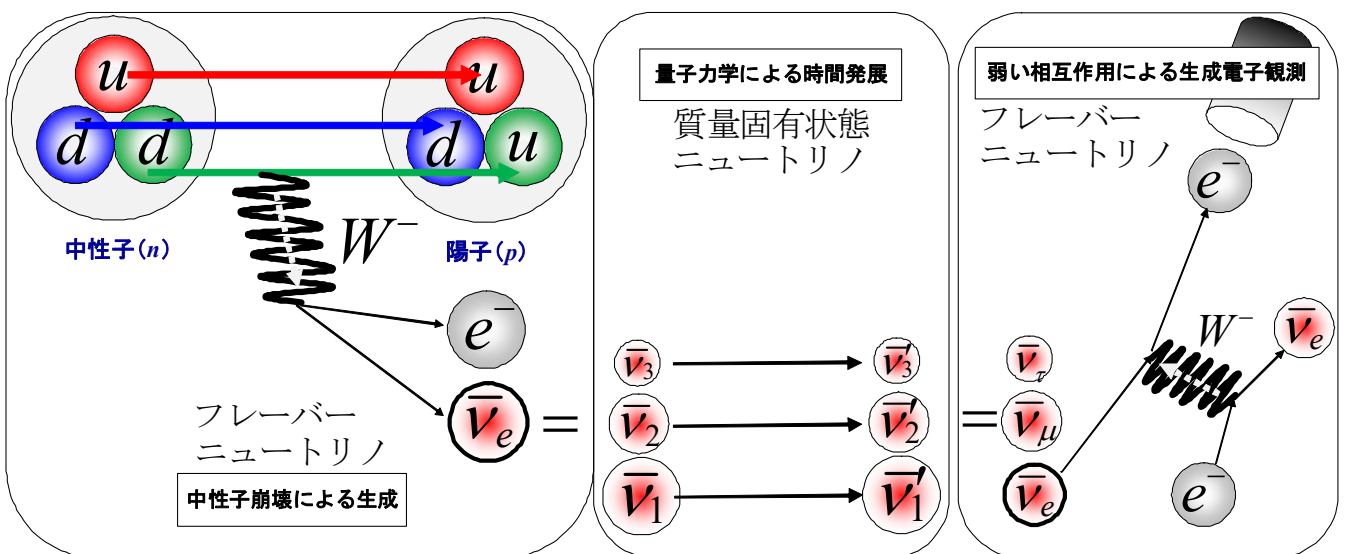 u
d
d
中性子(n)
u
d
u
陽子(p)
W⁻
e⁻
ν̅e
=
フレーバー
ニュートリノ
中性子崩壊による生成
量子力学による時間発展
質量固有状態
ニュートリノ
ν̅3
ν̅′3
ν̅2
ν̅′2
ν̅1
ν̅′1
=
弱い相互作用による生成電子観測
フレーバー
ニュートリノ
e⁻
W⁻
ν̅e
ν̅τ
ν̅μ
ν̅e
e⁻